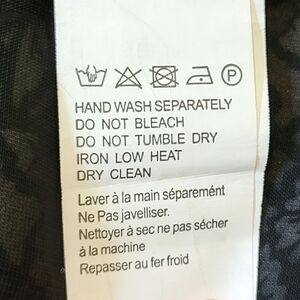 P
HAND WASH SEPARATELY
DO NOT BLEACH
DO NOT TUMBLE DRY
IRON LOW HEAT
DRY CLEAN
Laver à la main séparement
Ne Pas javelliser.
Nettoyer à sec ne pas sécher
à la machine
Repasser au fer froid